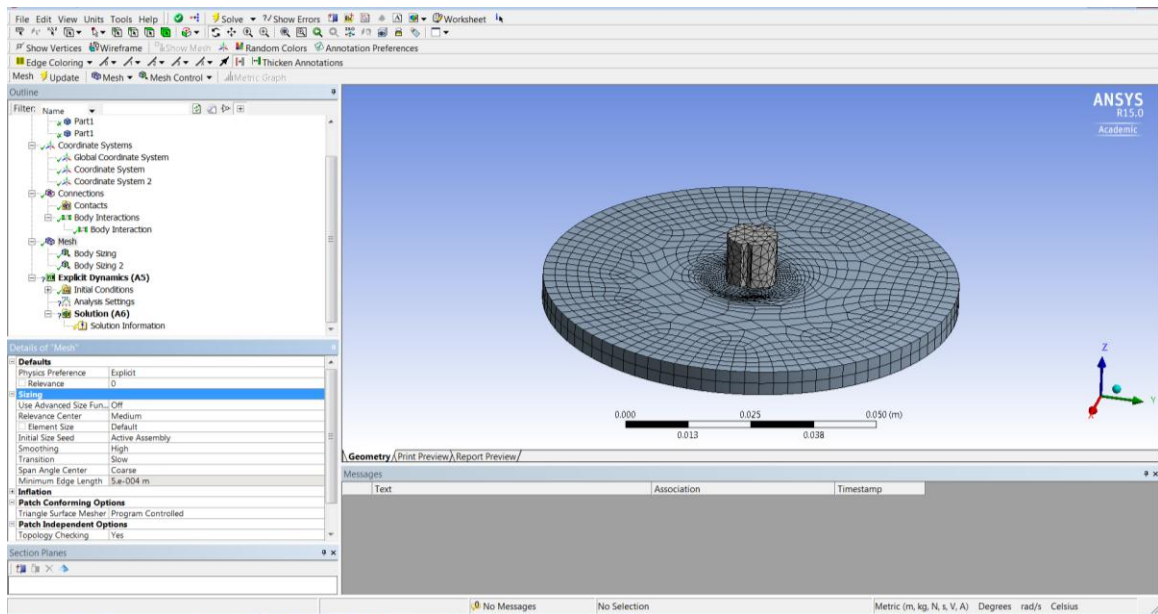 File Edit View Units Tools Help Solve ?/Show Errors A Worksheet
Show Vertices Wireframe Show Mesh Random Colors Annotation Preferences
Edge Coloring Thicken Annotations
Mesh Update Mesh Mesh Control Metric Graph
Outline
Filter: Name
Part1
Part1
Coordinate Systems
Global Coordinate System
Coordinate System
Coordinate System 2
Connections
Contacts
Body Interactions
Body Interaction
Mesh
Body Sizing
Body Sizing 2
Explicit Dynamics (A5)
Initial Conditions
Analysis Settings
Solution (A6)
Solution Information
Details of "Mesh"
Defaults
Physics Preference Explicit
Relevance 0
Sizing
Use Advanced Size Fun... Off
Relevance Center Medium
Element Size Default
Initial Size Seed Active Assembly
Smoothing High
Transition Slow
Span Angle Center Coarse
Minimum Edge Length 5.e-004 m
Inflation
Patch Conforming Options
Triangle Surface Mesher Program Controlled
Patch Independent Options
Topology Checking Yes
Section Planes
ANSYS
R15.0
Academic
Z
Y
X
0.000 0.025 0.050 (m)
0.013 0.038
Geometry Print Preview Report Preview
Messages
Text Association Timestamp
No Messages No Selection Metric (m, kg, N, s, V, A) Degrees rad/s Celsius